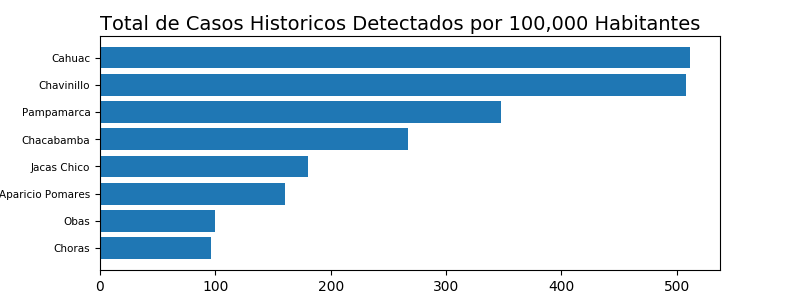 Total de Casos Historicos Detectados por 100,000 Habitantes
Cahuac
Chavinillo
Pampamarca
Chacabamba
Jacas Chico
Aparicio Pomares
Obas
Choras
0 100 200 300 400 500